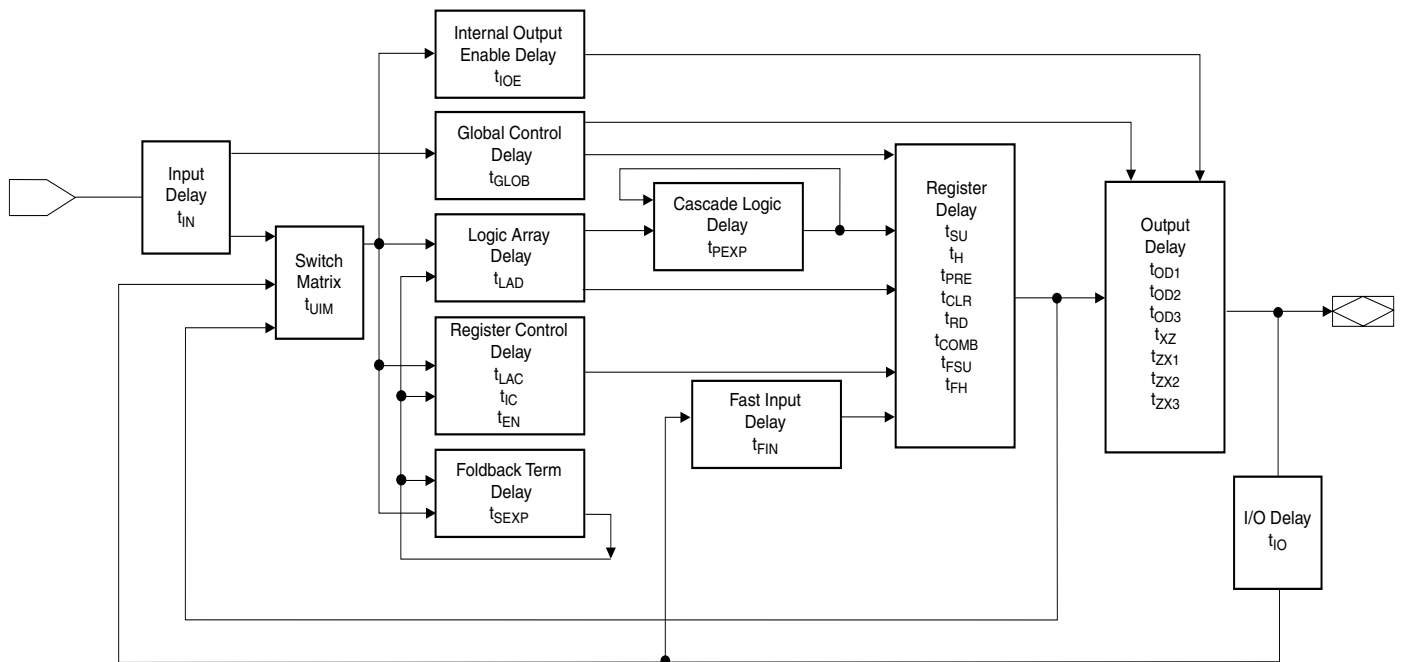 Internal Output
Enable Delay
tIOE
Global Control
Delay
tGLOB
Input
Delay
tIN
Switch
Matrix
tUIM
Logic Array
Delay
tLAD
Cascade Logic
Delay
tPEXP
Register Control
Delay
tLAC
tIC
tEN
Fast Input
Delay
tFIN
Foldback Term
Delay
tSEXP
Register
Delay
tSU
tH
tPRE
tCLR
tRD
tCOMB
tFSU
tFH
Output
Delay
tOD1
tOD2
tOD3
tXZ
tZX1
tZX2
tZX3
I/O Delay
tIO